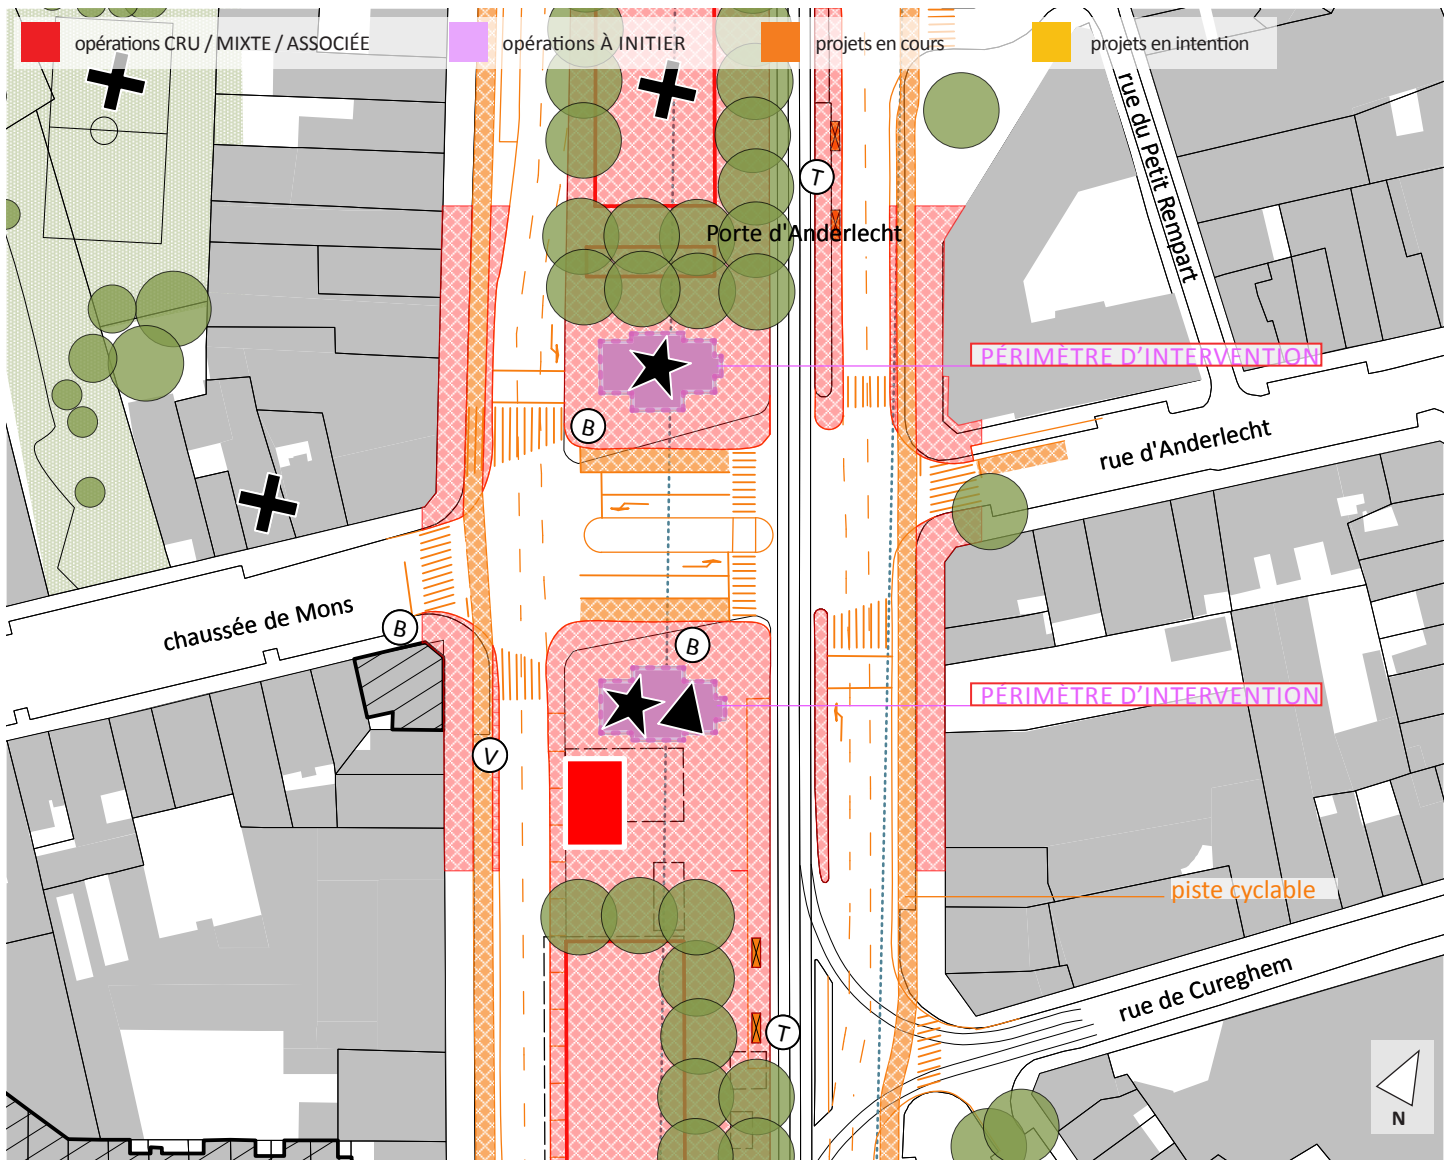 opérations CRU / MIXTE / ASSOCIÉE
opérations À INITIER
projets en cours
projets en intention
rue du Petit Rempart
T
Porte d'Anderlecht
PÉRIMÈTRE D'INTERVENTION
B
rue d'Anderlecht
chaussée de Mons
B
B
PÉRIMÈTRE D'INTERVENTION
V
piste cyclable
rue de Cureghem
T
N